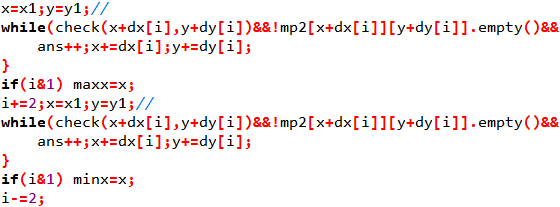 x=x1;y=y1;//
while(check(x+dx[i],y+dy[i])&&!mp2[x+dx[i]][y+dy[i]].empty()&&
ans++;x+=dx[i];y+=dy[i];
}
if(i&1) maxx=x;
i+=2;x=x1;y=y1;//
while(check(x+dx[i],y+dy[i])&&!mp2[x+dx[i]][y+dy[i]].empty()&&
ans++;x+=dx[i];y+=dy[i];
}
if(i&1) minx=x;
i-=2;